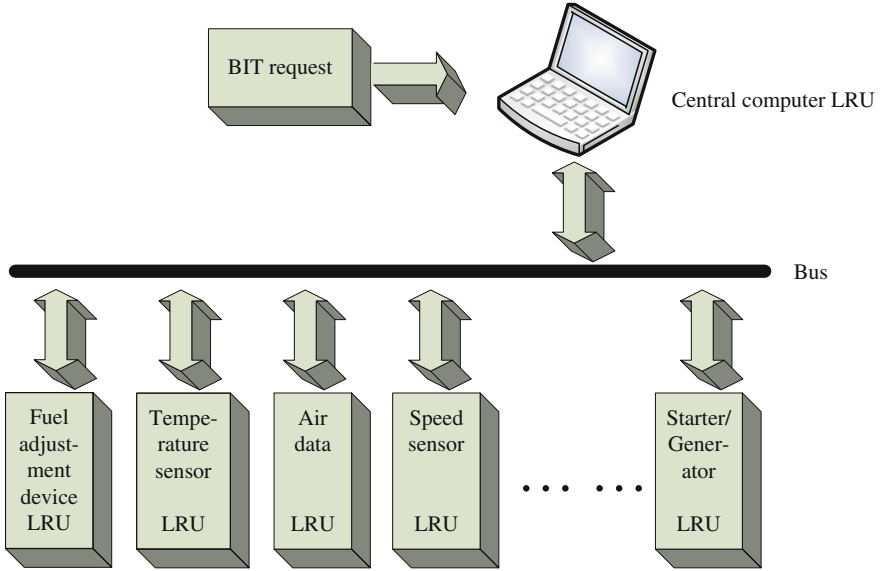 BIT request
Central computer LRU
Bus
Fuel
adjust-
ment
device
LRU
Tempe-
rature
sensor
LRU
Air
data
LRU
Speed
sensor
LRU
... ...
Starter/
Gener-
ator
LRU